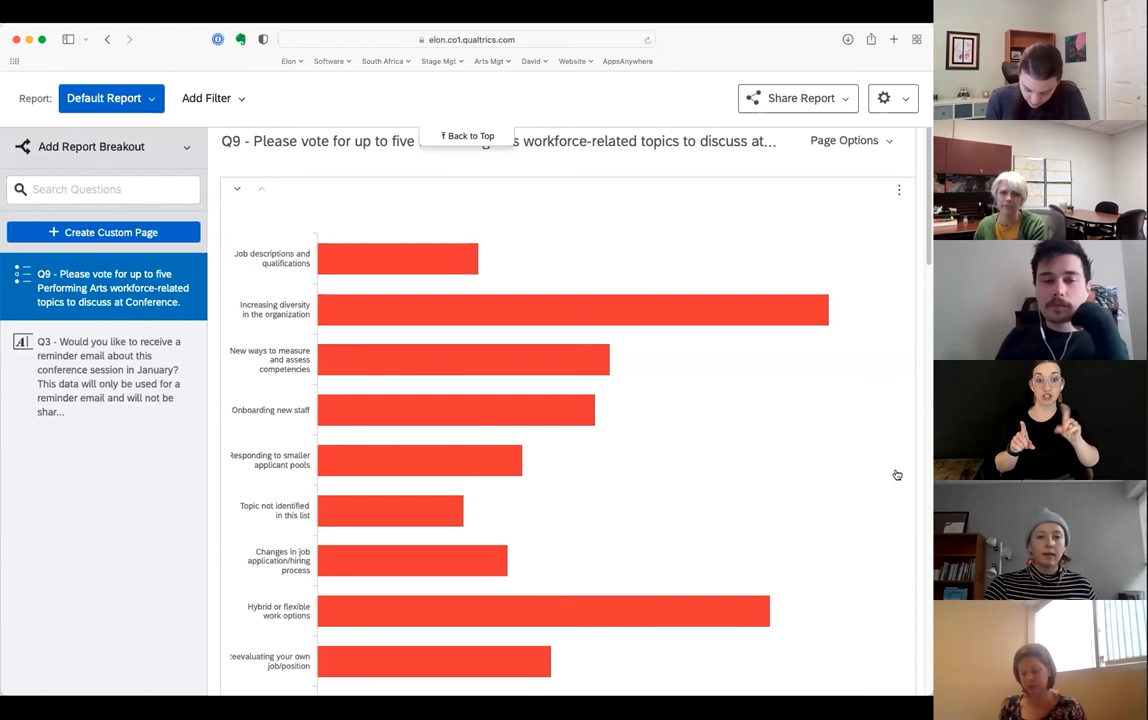 elon.co1.qualtrics.com
Elon
Software
South Africa
Stage Mgt
Arts Mgt
David
Website
AppsAnywhere
Report:
Default Report
Add Filter
Share Report
Add Report Breakout
Search Questions
+ Create Custom Page
Q9 - Please vote for up to five
Performing Arts workforce-related
topics to discuss at Conference.
Q3 - Would you like to receive a
reminder email about this
conference session in January?
This data will only be used for a
reminder email and will not be
shar...
Back to Top
Q9 - Please vote for up to five workforce-related topics to discuss at...
Page Options
Job descriptions and
qualifications
Increasing diversity
in the organization
New ways to measure
and assess
competencies
Onboarding new staff
Responding to smaller
applicant pools
Topic not identified
in this list
Changes in job
application/hiring
process
Hybrid or flexible
work options
eevaluating your own
job/position